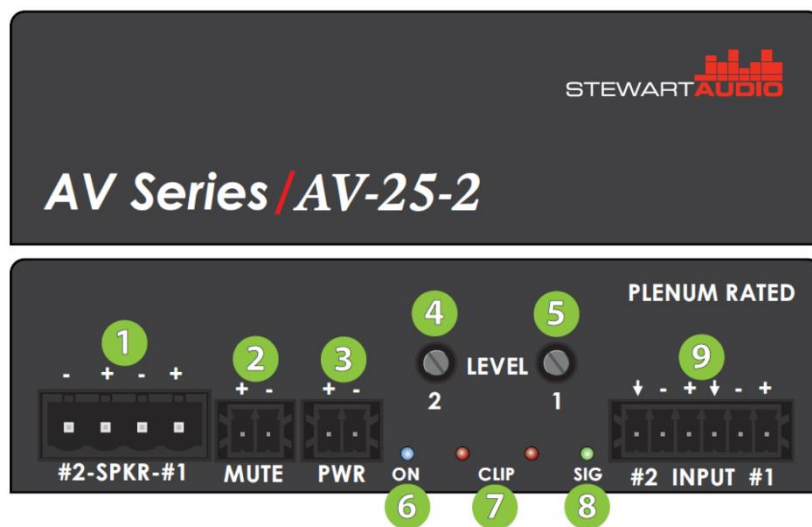 STEWARTAUDIO
AV Series/AV-25-2
PLENUM RATED
4 5
1 2 3 9
- + - + + - + - LEVEL ↓ - + ↓ - +
2 1
#2-SPKR-#1 MUTE PWR ON CLIP SIG #2 INPUT #1
6 7 8